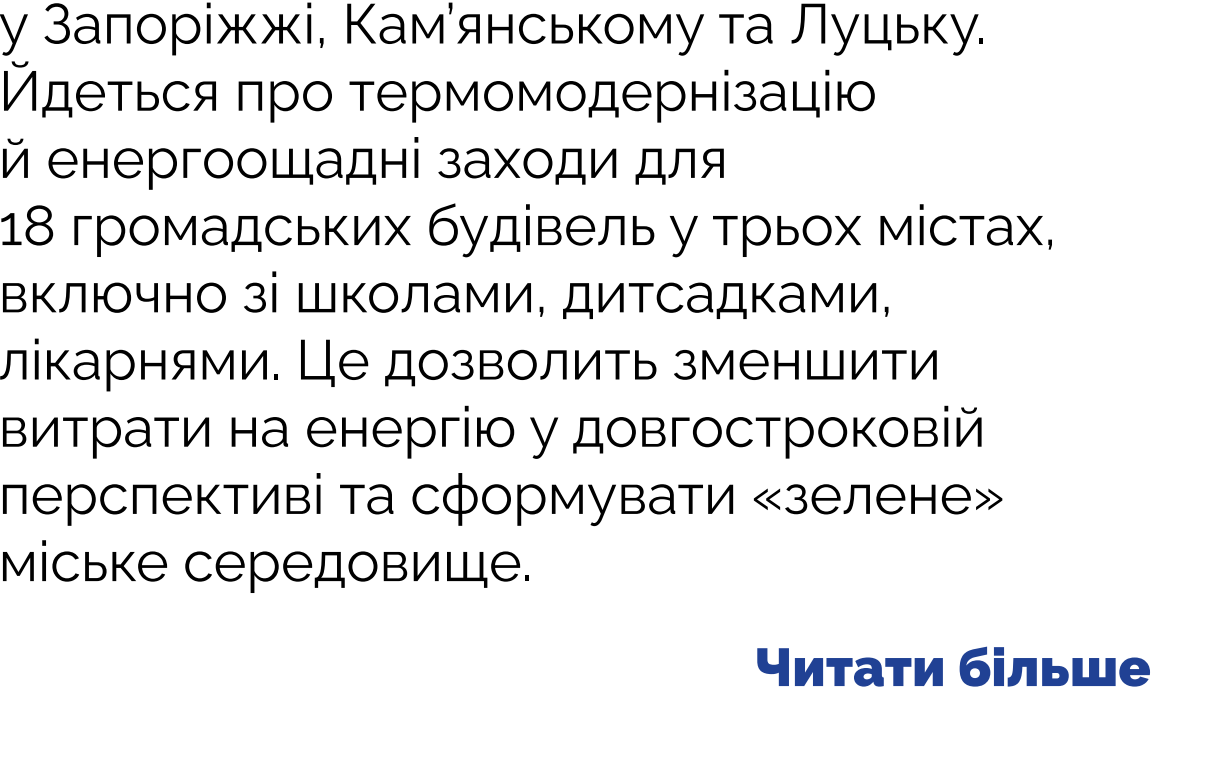 у Запоріжжі, Кам’янському та Луцьку.
Йдеться про термомодернізацію
й енергоощадні заходи для
18 громадських будівель у трьох містах,
включно зі школами, дитсадками,
лікарнями. Це дозволить зменшити
витрати на енергію у довгостроковій
перспективі та сформувати «зелене»
міське середовище.
Читати більше